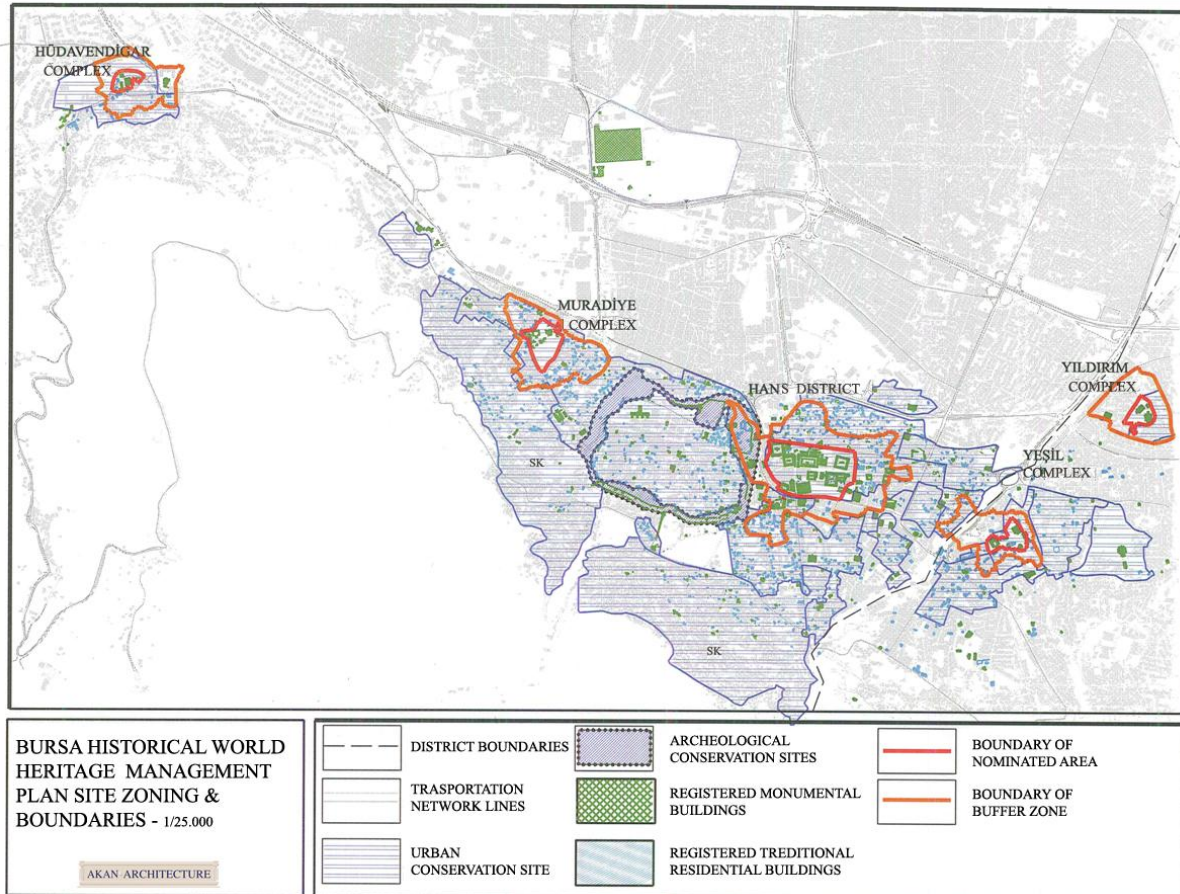 HÜDAVENDİGAR
COMPLEX
MURADİYE
COMPLEX
HANS DISTRICT
YILDIRIM
COMPLEX
YEŞİL
COMPLEX
SK
SK
BURSA HISTORICAL WORLD
HERITAGE MANAGEMENT
PLAN SITE ZONING &
BOUNDARIES - 1/25.000
AKAN ARCHITECTURE
DISTRICT BOUNDARIES
TRASPORTATION
NETWORK LINES
URBAN
CONSERVATION SITE
ARCHEOLOGICAL
CONSERVATION SITES
REGISTERED MONUMENTAL
BUILDINGS
REGISTERED TREDITIONAL
RESIDENTIAL BUILDINGS
BOUNDARY OF
NOMINATED AREA
BOUNDARY OF
BUFFER ZONE